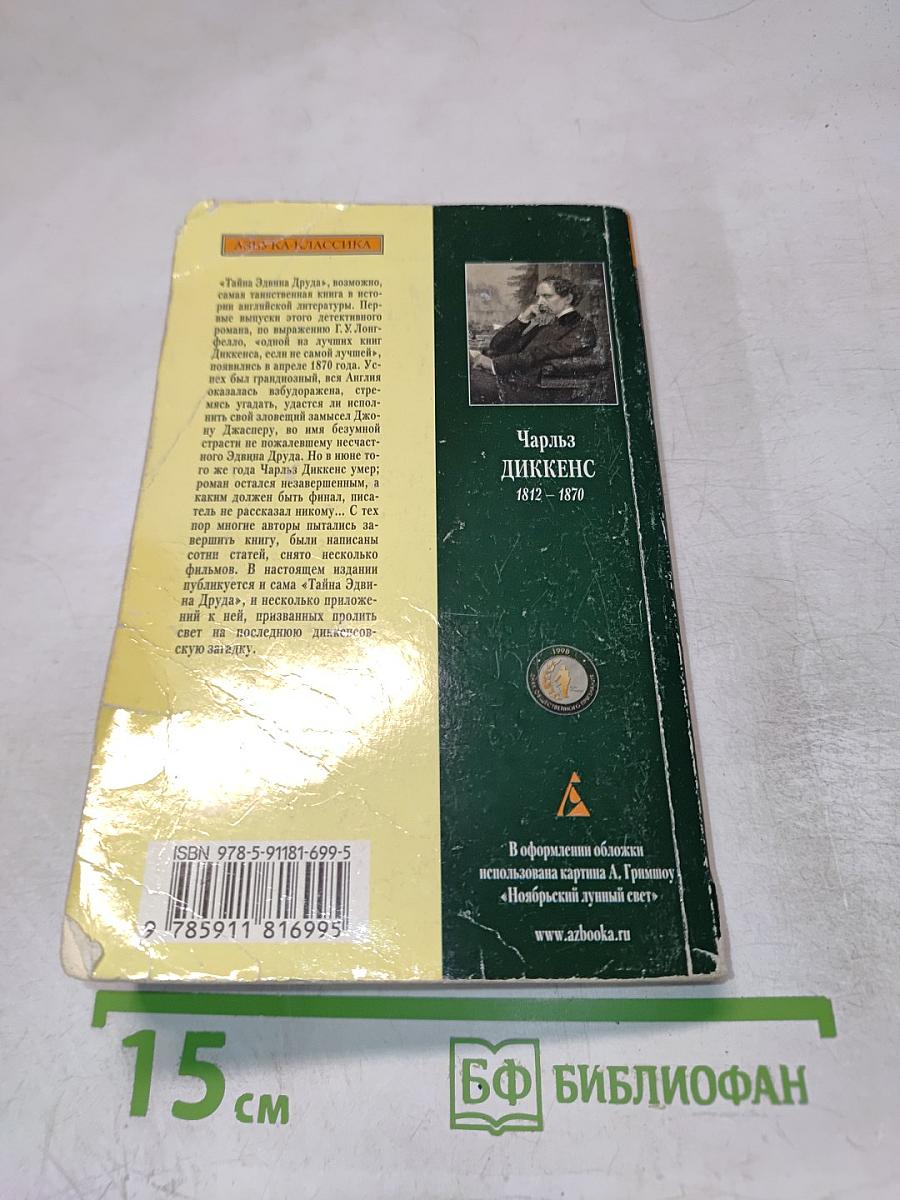 АЗБУКА-КЛАССИКА
«Тайна Эдвина Друда», возможно,
самая таинственная книга в исто-
рии английской литературы. Пер-
вые выпуски этого детективного
романа, по выражению Г. У. Лонг-
фелло, «одной из лучших книг
Диккенса, если не самой лучшей»,
появились в апреле 1870 года. Ус-
пех был грандиозный, вся Англия
оказалась взбудоражена, стре-
мясь угадать, удастся ли испол-
нить свой зловещий замысел Джо-
ну Джасперу, во имя безумной
страсти не пожалевшему несчаст-
ного Эдвина Друда. Но в июне то-
го же года Чарльз Диккенс умер;
роман остался незавершенным, а
каким должен быть финал, писа-
тель не рассказал никому... С тех
пор многие авторы пытались за-
вершить книгу, были написаны
сотни статей, снято несколько
фильмов. В настоящем издании
публикуется и сама «Тайна Эдви-
на Друда», и несколько приложе-
ний к ней, призванных пролить
свет на последнюю диккенсов-
скую загадку.
ISBN 978-5-91181-699-5
9 785911 816995
Чарльз
ДИККЕНС
1812 – 1870
1998
ЗНАК ОБЩЕСТВЕННОГО ПРИЗНАНИЯ
В оформлении обложки
использована картина А. Гримшоу
«Ноябрьский лунный свет»
www.azbooka.ru
15 см
БФ БИБЛИОФАН